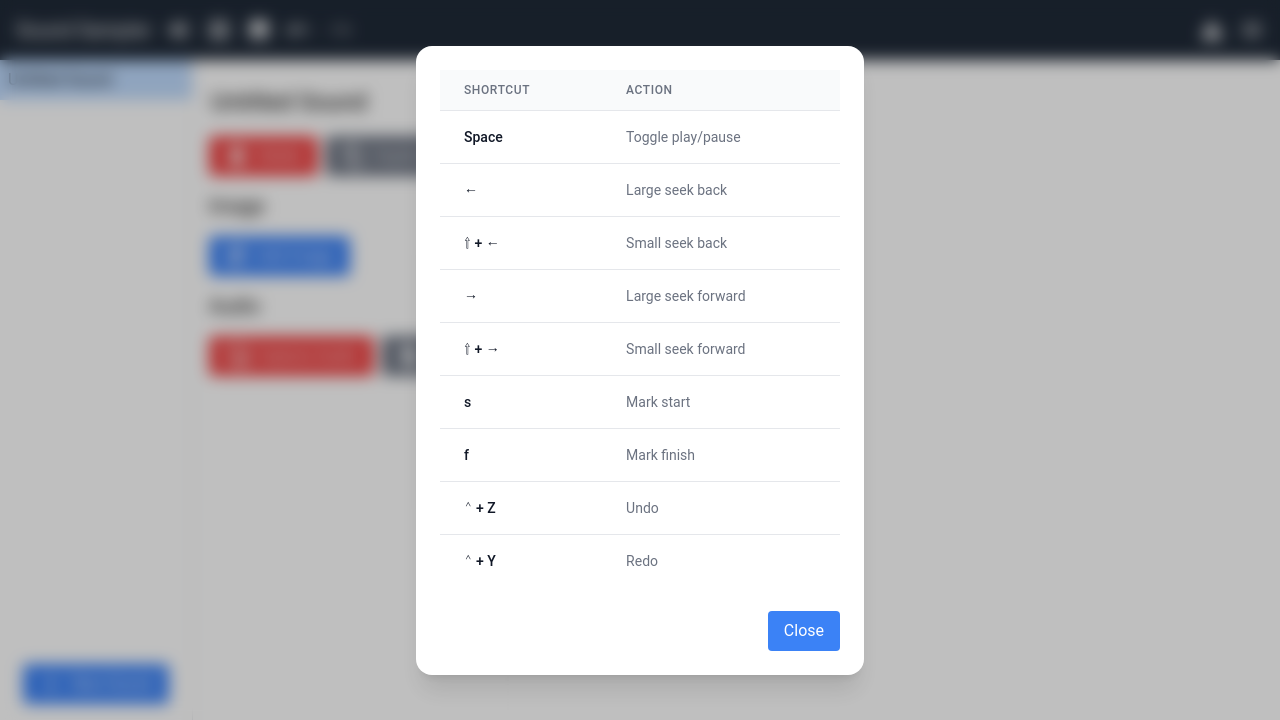 SHORTCUT ACTION
Space Toggle play/pause
← Large seek back
⇧ + ← Small seek back
→ Large seek forward
⇧ + → Small seek forward
s Mark start
f Mark finish
^ + Z Undo
^ + Y Redo
Close